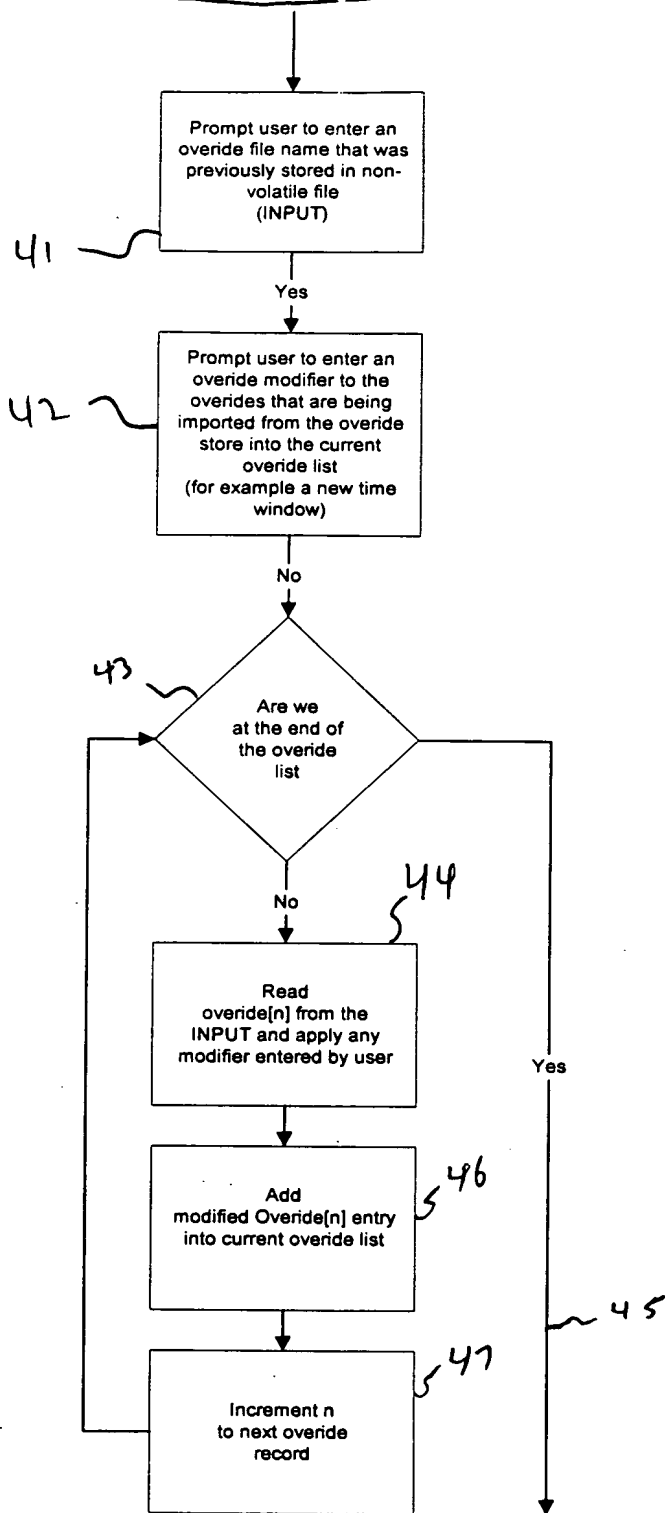 Prompt user to enter an
overide file name that was
previously stored in non-
volatile file
(INPUT)
41
Yes
Prompt user to enter an
overide modifier to the
overides that are being
imported from the overide
store into the current
overide list
(for example a new time
window)
42
No
43
Are we
at the end of
the overide
list
No
44
Read
overide[n] from the
INPUT and apply any
modifier entered by user
Yes
Add
modified Overide[n] entry
into current overide list
46
45
47
Increment n
to next overide
record